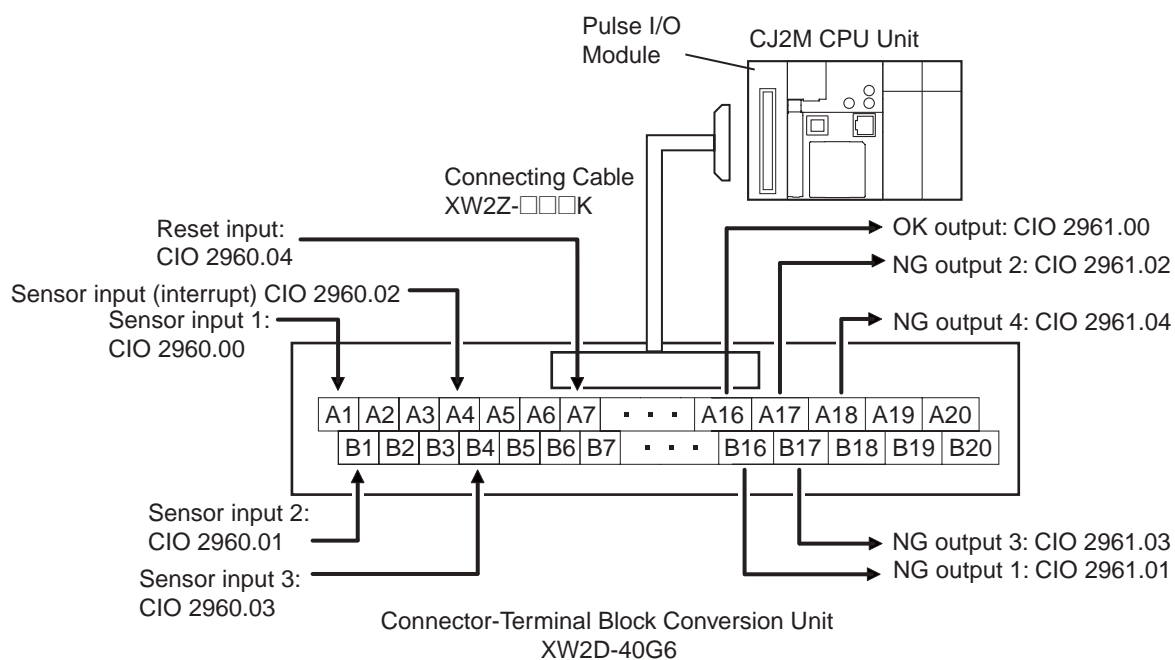 Pulse I/O
Module
CJ2M CPU Unit
Connecting Cable
XW2Z-□□□K
Reset input:
CIO 2960.04
Sensor input (interrupt) CIO 2960.02
Sensor input 1:
CIO 2960.00
OK output: CIO 2961.00
NG output 2: CIO 2961.02
NG output 4: CIO 2961.04
A1 A2 A3 A4 A5 A6 A7 · · · A16 A17 A18 A19 A20
B1 B2 B3 B4 B5 B6 B7 · · · B16 B17 B18 B19 B20
Sensor input 2:
CIO 2960.01
Sensor input 3:
CIO 2960.03
NG output 3: CIO 2961.03
NG output 1: CIO 2961.01
Connector-Terminal Block Conversion Unit
XW2D-40G6